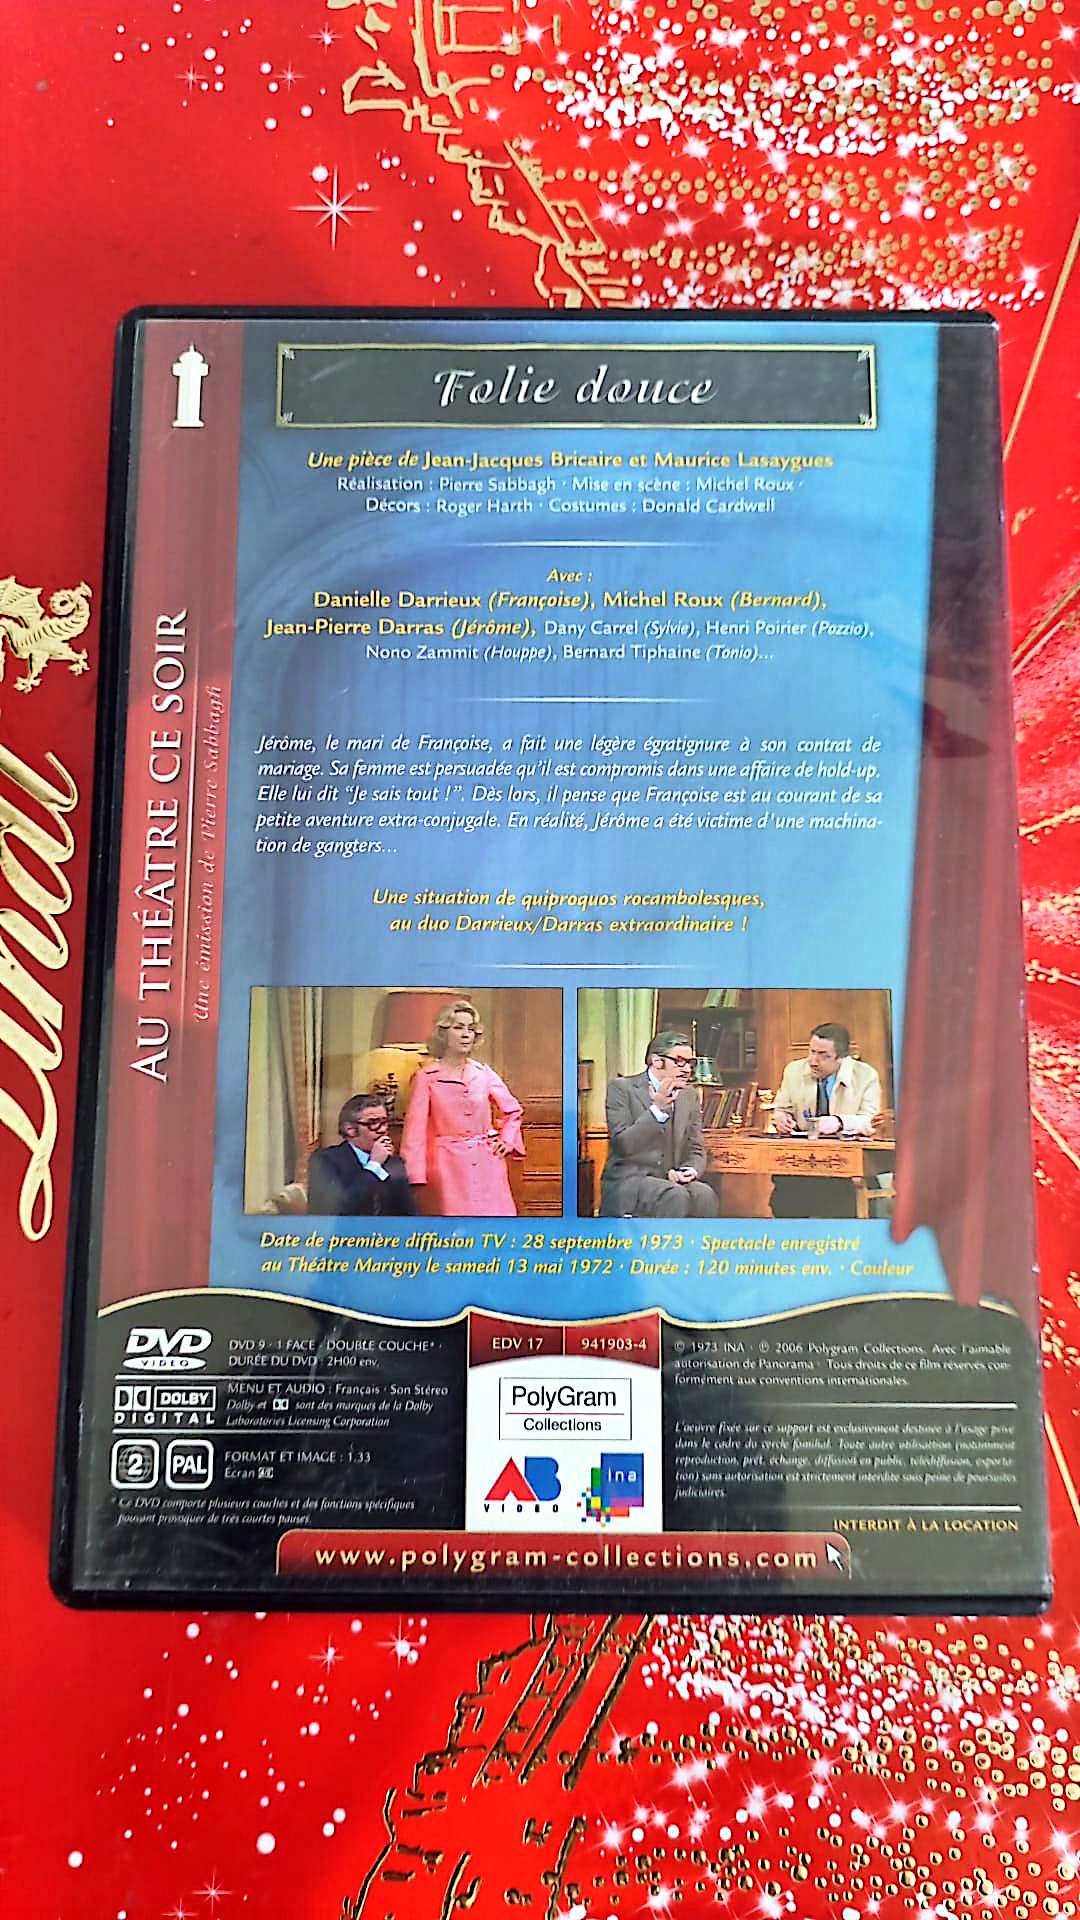 Folie douce
Une pièce de Jean-Jacques Bricaire et Maurice Lasaygues
Réalisation : Pierre Sabbagh · Mise en scène : Michel Roux ·
Décors : Roger Harth · Costumes : Donald Cardwell
Avec :
Danielle Darrieux (Françoise), Michel Roux (Bernard),
Jean-Pierre Darras (Jérôme), Dany Carrel (Sylvie), Henri Poirier (Pozzio),
Nono Zammit (Houppe), Bernard Tiphaine (Tonio)...
AU THÉÂTRE CE SOIR
Une émission de Pierre Sabbagh
Jérôme, le mari de Françoise, a fait une légère égratignure à son contrat de
mariage. Sa femme est persuadée qu'il est compromis dans une affaire de hold-up.
Elle lui dit "Je sais tout !". Dès lors, il pense que Françoise est au courant de sa
petite aventure extra-conjugale. En réalité, Jérôme a été victime d'une machina-
tion de gangters...
Une situation de quiproquos rocambolesques,
au duo Darrieux/Darras extraordinaire !
Date de première diffusion TV : 28 septembre 1973 · Spectacle enregistré
au Théâtre Marigny le samedi 13 mai 1972 · Durée : 120 minutes env. · Couleur
DVD
VIDEO
DVD 9 · 1 FACE · DOUBLE COUCHE* ·
DURÉE DU DVD : 2H00 env.
DOLBY
DIGITAL
MENU ET AUDIO : Français · Son Stéreo
Dolby et sont des marques de la Dolby
Laboratories Licensing Corporation
2 PAL
FORMAT ET IMAGE : 1.33
Ecran 4/3
* Ce DVD comporte plusieurs couches et des fonctions spécifiques
pouvant provoquer de très courtes pauses.
EDV 17 941903-4
PolyGram
Collections
AB
VIDEO
ina
© 1973 INA · ℗ 2006 Polygram Collections. Avec l'aimable
autorisation de Panorama · Tous droits de ce film réservés con-
formément aux conventions internationales.
L'oeuvre fixée sur ce support est exclusivement destinée à l'usage privé
dans le cadre du cercle familial. Toute autre utilisation (notamment
reproduction, prêt, échange, diffusion en public, télédiffusion, exporta-
tion) sans autorisation est strictement interdite sous peine de poursuites
judiciaires.
INTERDIT À LA LOCATION
www.polygram-collections.com
Lindt